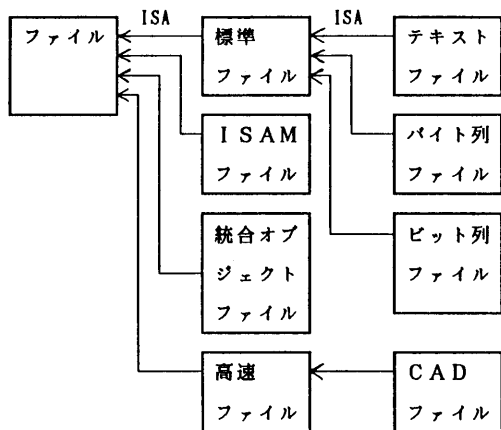 ISA
ISA
ファイル
標準
ファイル
テキスト
ファイル
ISAM
ファイル
バイト列
ファイル
統合オブ
ジェクト
ファイル
ビット列
ファイル
高速
ファイル
CAD
ファイル